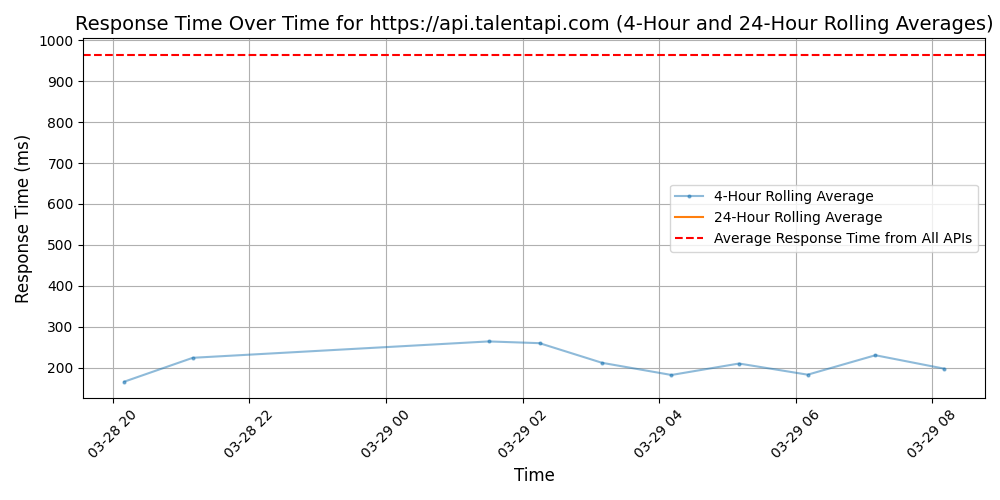 Response Time Over Time for https://api.talentapi.com (4-Hour and 24-Hour Rolling Averages)
Response Time (ms)
1000
900
800
700
600
500
400
300
200
4-Hour Rolling Average
24-Hour Rolling Average
Average Response Time from All APIs
03-28 20
03-28 22
03-29 00
03-29 02
03-29 04
03-29 06
03-29 08
Time